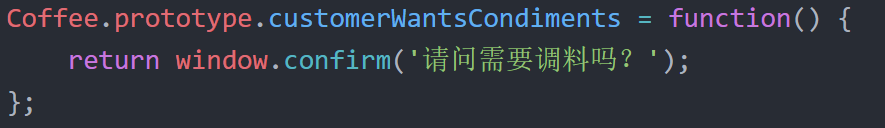 Coffee.prototype.customerWantsCondiments = function() {
    return window.confirm('请问需要调料吗？');
};